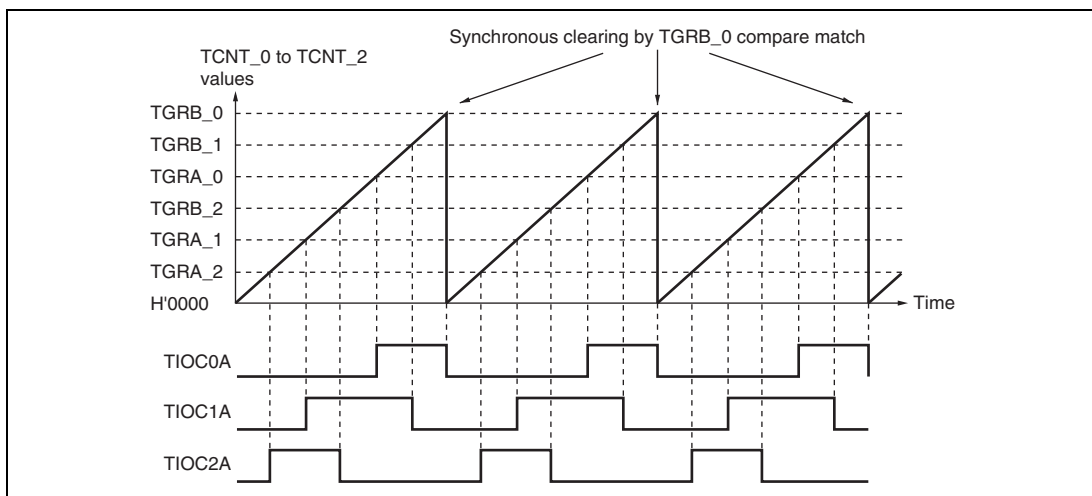 Synchronous clearing by TGRB_0 compare match
TCNT_0 to TCNT_2
values
TGRB_0
TGRB_1
TGRA_0
TGRB_2
TGRA_1
TGRA_2
H'0000
Time
TIOC0A
TIOC1A
TIOC2A